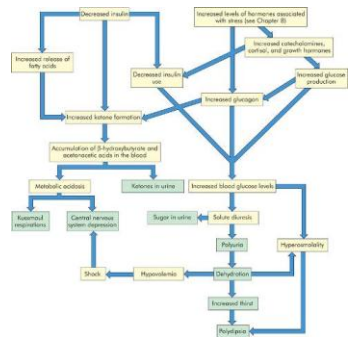 Decreased insulin
Increased levels of hormones associated
with stress (see Chapter 8)
Increased catecholamines,
cortisol, and growth hormones
Increased release of
fatty acids
Decreased insulin
use
Increased glucose
production
Increased ketone formation
Increased glucagon
Accumulation of β-hydroxybutyrate and
acetoacetic acids in the blood
Metabolic acidosis
Ketones in urine
Increased blood glucose levels
Kussmaul
respirations
Central nervous
system depression
Sugar in urine
Solute diuresis
Polyuria
Hyperosmolality
Shock
Hypovolemia
Dehydration
Increased thirst
Polydipsia